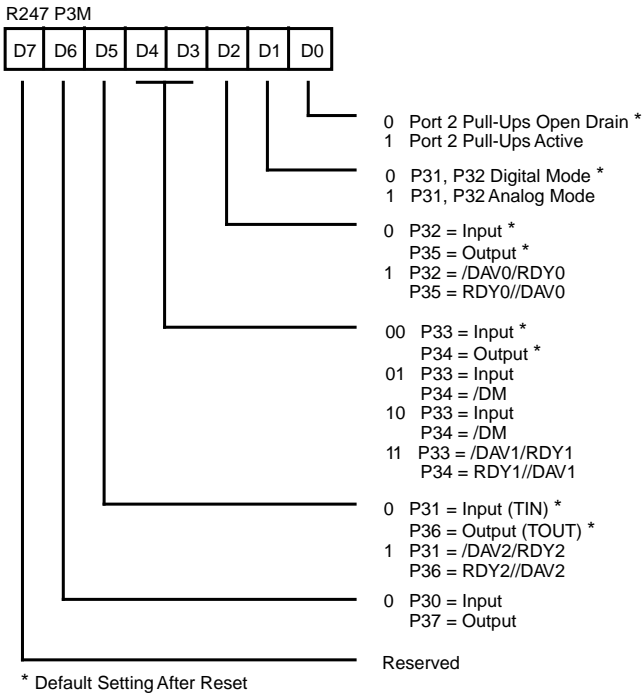 R247 P3M
D7 D6 D5 D4 D3 D2 D1 D0
0 Port 2 Pull-Ups Open Drain *
1 Port 2 Pull-Ups Active
0 P31, P32 Digital Mode *
1 P31, P32 Analog Mode
0 P32 = Input *
P35 = Output *
1 P32 = /DAV0/RDY0
P35 = RDY0//DAV0
00 P33 = Input *
P34 = Output *
01 P33 = Input
P34 = /DM
10 P33 = Input
P34 = /DM
11 P33 = /DAV1/RDY1
P34 = RDY1//DAV1
0 P31 = Input (TIN) *
P36 = Output (TOUT) *
1 P31 = /DAV2/RDY2
P36 = RDY2//DAV2
0 P30 = Input
P37 = Output
Reserved
* Default Setting After Reset